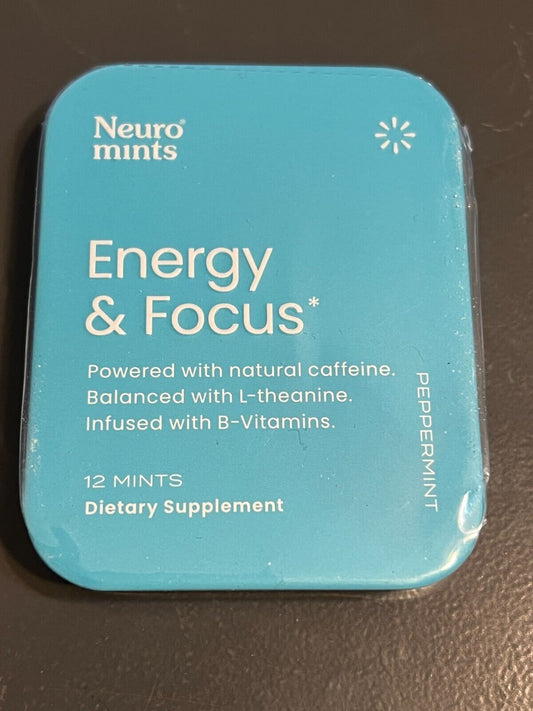 Neuro®
mints
Energy
& Focus*
Powered with natural caffeine.
Balanced with L-theanine.
Infused with B-Vitamins.
PEPPERMINT
12 MINTS
Dietary Supplement